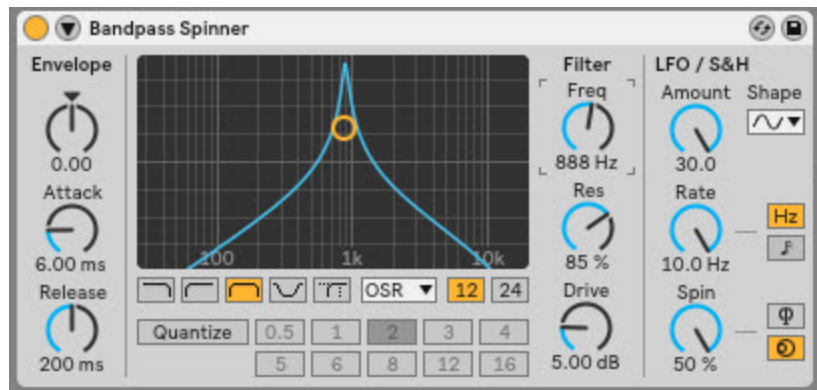 Bandpass Spinner
Envelope
0.00
Attack
6.00 ms
Release
200 ms
100 1k 10k
OSR 12 24
Quantize 0.5 1 2 3 4
5 6 8 12 16
Filter
Freq
888 Hz
Res
85 %
Drive
5.00 dB
LFO / S&H
Amount Shape
30.0
Rate
Hz
10.0 Hz
Spin
Φ
50 %